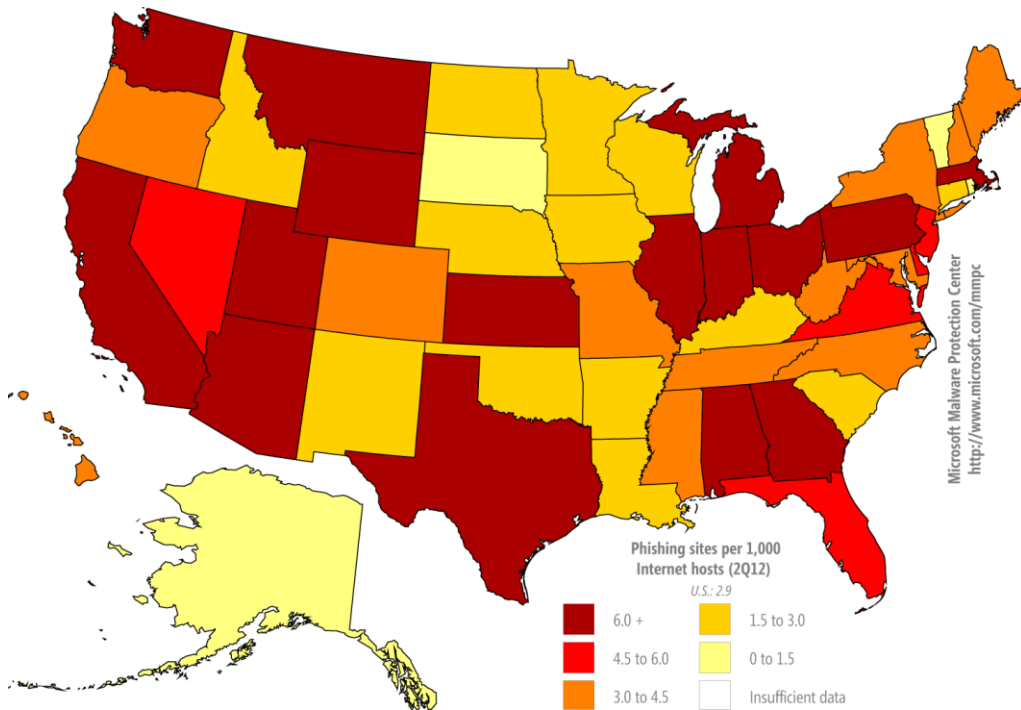 Microsoft Malware Protection Center
http://www.microsoft.com/mmpc
Phishing sites per 1,000
Internet hosts (2Q12)
U.S.: 2.9
6.0 +
4.5 to 6.0
3.0 to 4.5
1.5 to 3.0
0 to 1.5
Insufficient data